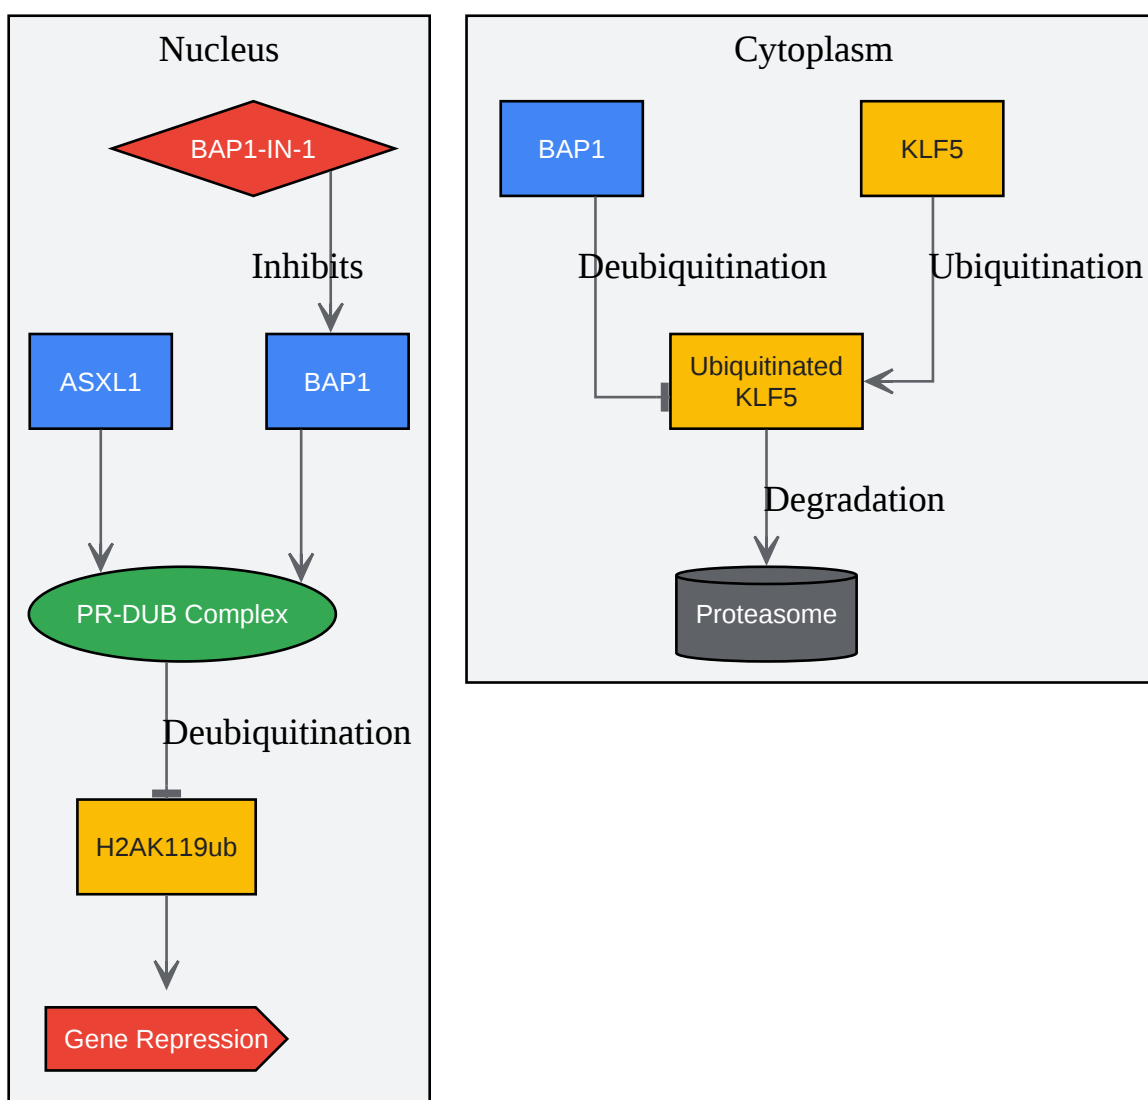 Nucleus
BAP1-IN-1
Inhibits
ASXL1
BAP1
PR-DUB Complex
Deubiquitination
H2AK119ub
Gene Repression
Cytoplasm
BAP1
KLF5
Deubiquitination
Ubiquitination
Ubiquitinated
KLF5
Degradation
Proteasome